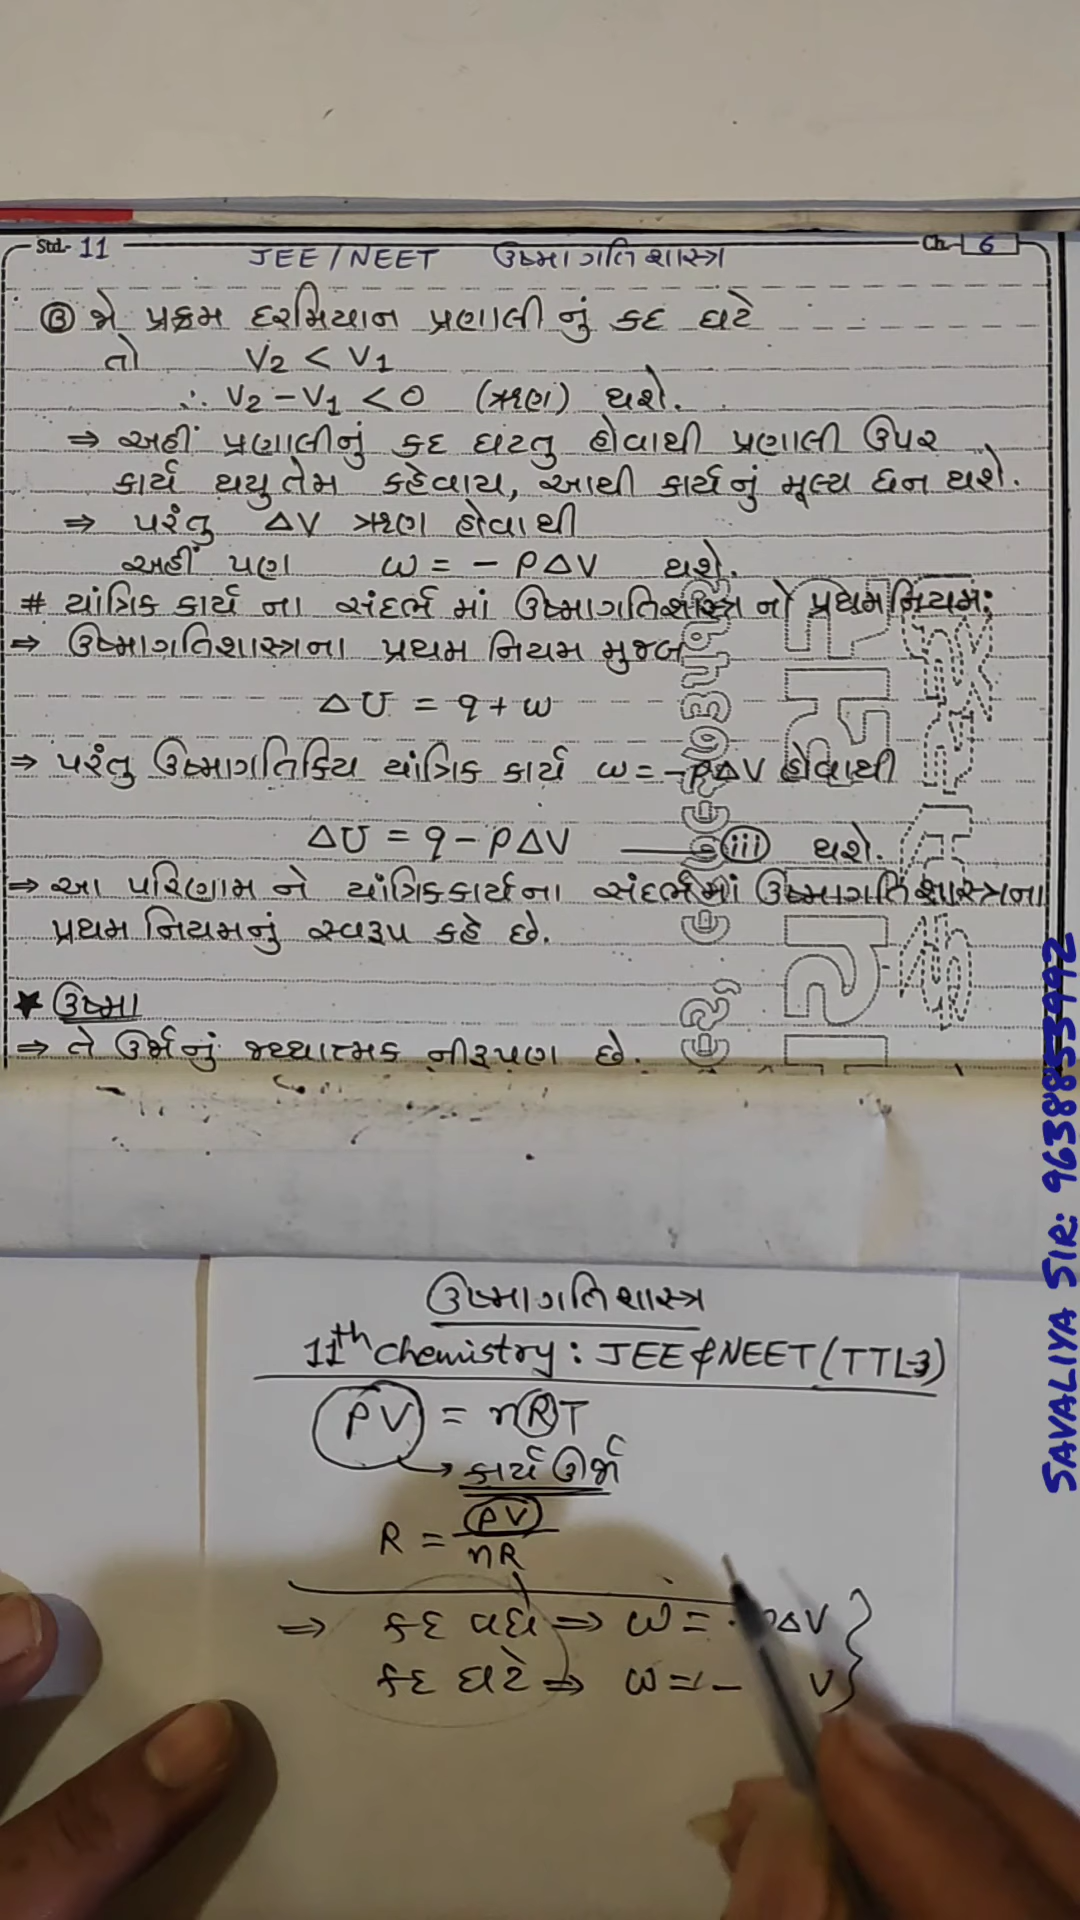 Std.- 11 JEE/NEET ઉષ્માગતિશાસ્ત્ર Ch.- 6
Ⓑ જો પ્રક્રમ દરમિયાન પ્રણાલીનું કદ ઘટે
તો V₂ < V₁
∴ V₂ – V₁ < 0 (ઋણ) થશે.
⇒ અહીં પ્રણાલીનું કદ ઘટતુ હોવાથી પ્રણાલી ઉપર
કાર્ય થયુ તેમ કહેવાય, આથી કાર્યનું મૂલ્ય ધન થશે.
⇒ પરંતુ ΔV ઋણ હોવાથી
અહીં પણ ω = – PΔV થશે.
# યાંત્રિક કાર્ય ના સંદર્ભ માં ઉષ્માગતિશાસ્ત્ર નો પ્રથમ નિયમ:
⇒ ઉષ્માગતિશાસ્ત્રના પ્રથમ નિયમ મુજબ
ΔU = q + ω
⇒ પરંતુ ઉષ્માગતિકિય યાંત્રિક કાર્ય ω = –PΔV હોવાથી
ΔU = q – PΔV —— (iii) થશે.
⇒ આ પરિણામ ને યાંત્રિકકાર્યના સંદર્ભમાં ઉષ્માગતિશાસ્ત્રના
પ્રથમ નિયમનું સ્વરૂપ કહે છે.
★ ઉષ્મા
⇒ તે ઉર્જાનું જથ્થાત્મક નીરૂપણ છે.
SAVALIYA SIR: 9638853992
ઉષ્માગતિશાસ્ત્ર
11th chemistry: JEE & NEET (TTL-3)
PV = nRT
→ કાર્ય ઊર્જા
R = PV / nR
⇒ કદ વધે ⇒ ω = - PΔV
કદ ઘટે ⇒ ω = – V